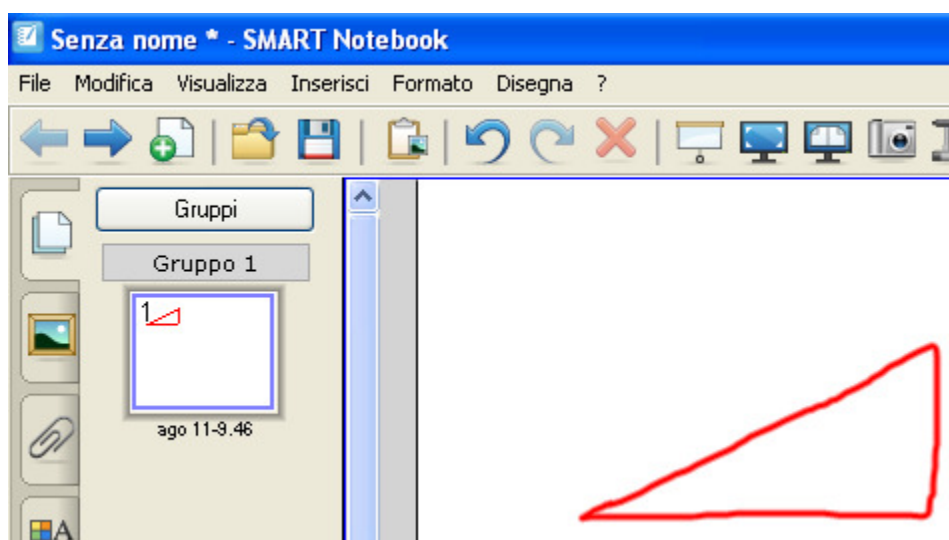 Senza nome * - SMART Notebook
File Modifica Visualizza Inserisci Formato Disegna ?
Gruppi
Gruppo 1
1
ago 11-9.46
A